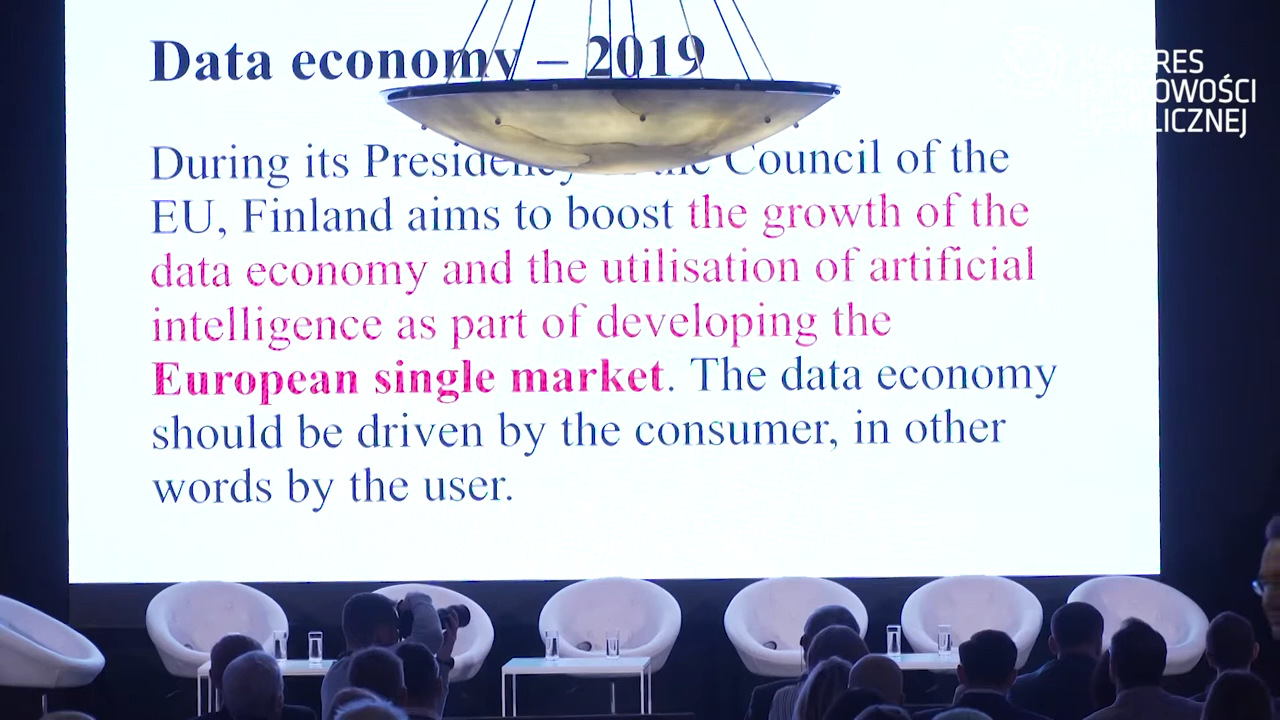 Data economy – 2019
During its Council of the
EU, Finland aims to boost the growth of the
data economy and the utilisation of artificial
intelligence as part of developing the
European single market. The data economy
should be driven by the consumer, in other
words by the user.